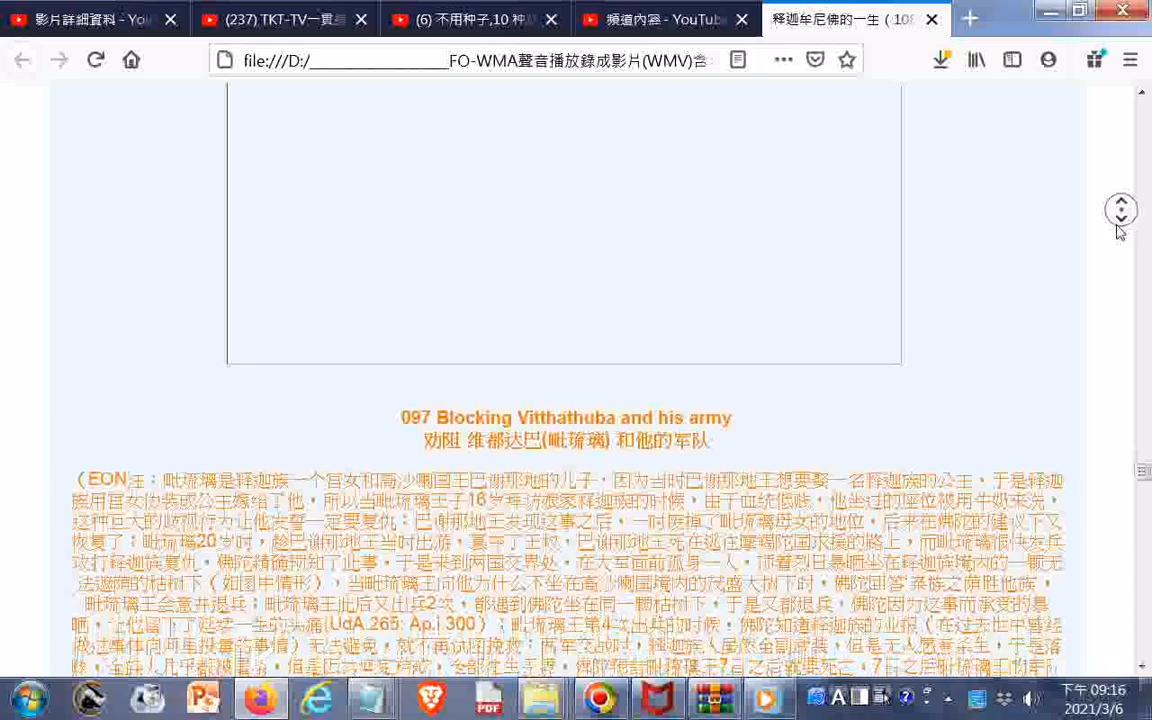 影片詳細資料 - You
(237) TKT-TV一貫
(6) 不用种子,10 种
頻道內容 - YouTube
释迦牟尼佛的一生 ( 108
file:///D:/__________________FO-WMA聲音播放錄成影片(WMV)含
097 Blocking Vitthathuba and his army
劝阻 维都达巴(毗琉璃) 和他的军队
(EON注：毗琉璃是释迦族一个宫女和高沙喇国王巴谢那地的儿子，因为当时巴谢那地王想要娶一名释迦族的公主，于是释迦
族用宫女伪装成公主嫁给了他，所以当毗琉璃王子16岁拜访娘家释迦族的时候，由于血统低贱，他坐过的座位被用牛奶来洗，
这种巨大的歧视行为让他发誓一定要复仇；巴谢那地王发现这事之后，一时废掉了毗琉璃母女的地位，后来在佛陀的建议下又
恢复了；毗琉璃20岁时，趁巴谢那地王当时出游，篡夺了王权，巴谢那地王死在逃往摩竭陀国求援的路上，而毗琉璃很快发兵
攻打释迦族复仇，佛陀精确预知了此事，于是来到两国交界处，在大军面前孤身一人，顶着烈日暴晒坐在释迦族境内的一颗无
法遮荫的枯树下（如图中情形），当毗琉璃王问他为什么不坐在高沙喇国境内的茂盛大树下时，佛陀回答'亲族之荫胜他族，
'毗琉璃王会意并退兵；毗琉璃王此后又出兵2次，都遇到佛陀坐在同一颗枯树下，于是又都退兵，佛陀因为这事而承受的暴
晒，让他留下了延续一生的头痛(UdA.265; Ap.i.300)；毗琉璃王第4次出兵的时候，佛陀知道释迦族的业报（在过去世中曾经
做过集体向河里投毒的事情）无法避免，就不再试图挽救；两军交战时，释迦族人虽然全副武装，但是无人愿意杀生，于是落
下午 09:16
2021/3/6